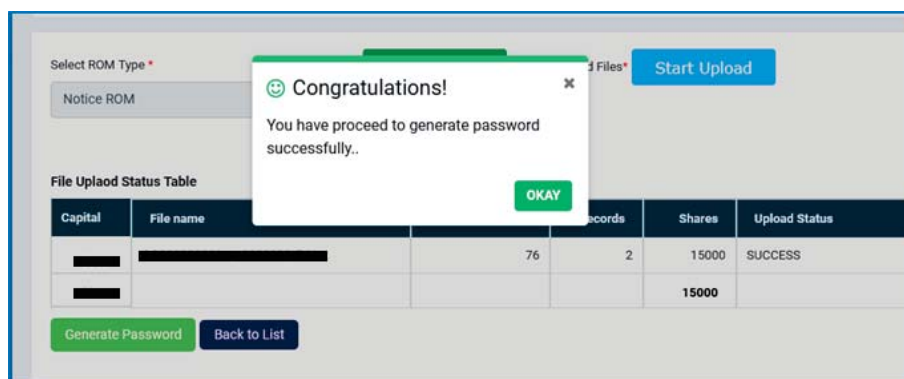 Select ROM Type *
d Files*
Start Upload
Notice ROM
Congratulations!
×
You have proceed to generate password
successfully..
OKAY
File Uplaod Status Table
Capital File name ecords Shares Upload Status
76 2 15000 SUCCESS
15000
Generate Password Back to List